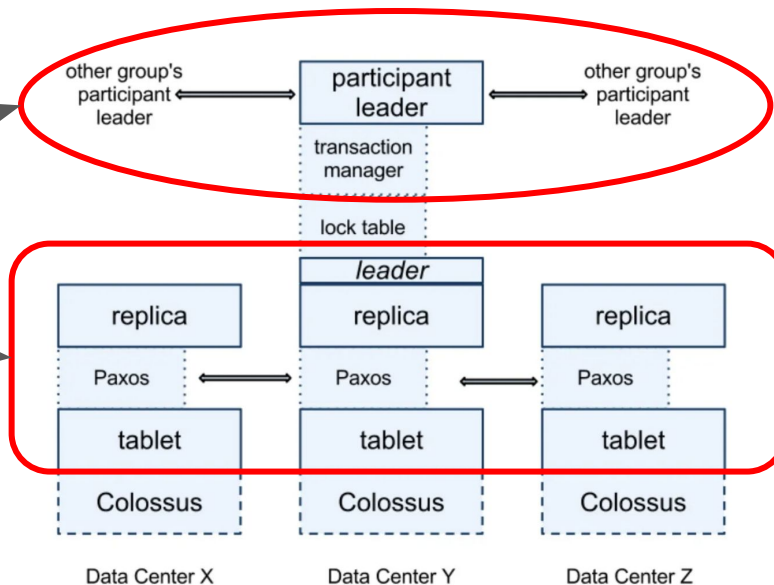 other group's
participant
leader
participant
leader
other group's
participant
leader
transaction
manager
lock table
leader
replica
replica
replica
Paxos
Paxos
Paxos
tablet
tablet
tablet
Colossus
Colossus
Colossus
Data Center X
Data Center Y
Data Center Z